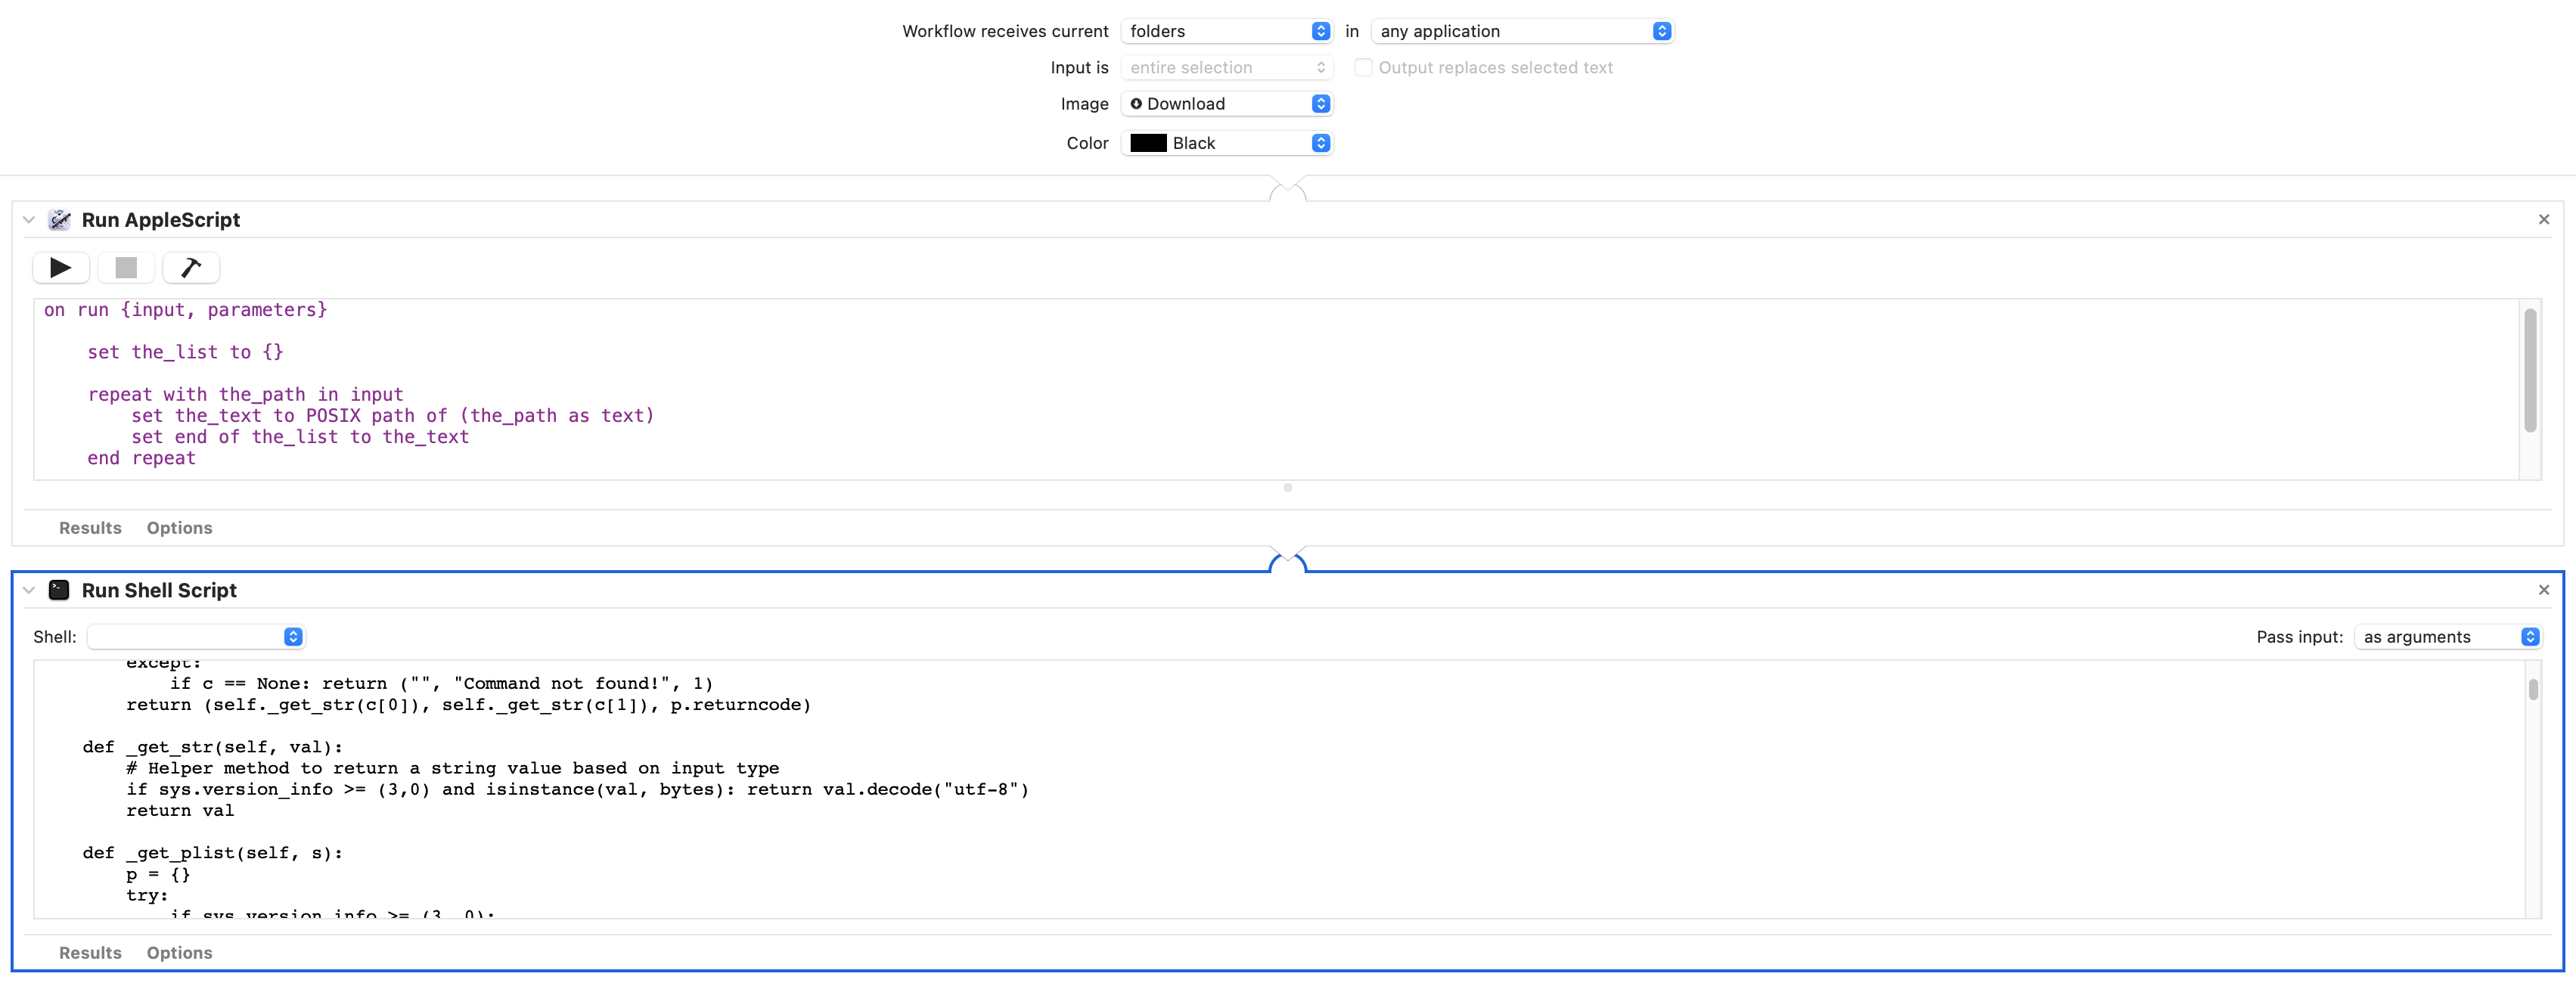 Workflow receives current folders in any application
Input is entire selection Output replaces selected text
Image Download
Color Black
Run AppleScript
on run {input, parameters}
set the_list to {}
repeat with the_path in input
set the_text to POSIX path of (the_path as text)
set end of the_list to the_text
end repeat
Results Options
Run Shell Script
Shell: Pass input: as arguments
except:
if c == None: return ("", "Command not found!", 1)
return (self._get_str(c[0]), self._get_str(c[1]), p.returncode)
def _get_str(self, val):
# Helper method to return a string value based on input type
if sys.version_info >= (3,0) and isinstance(val, bytes): return val.decode("utf-8")
return val
def _get_plist(self, s):
p = {}
try:
if sys.version_info >= (3, 0):
Results Options